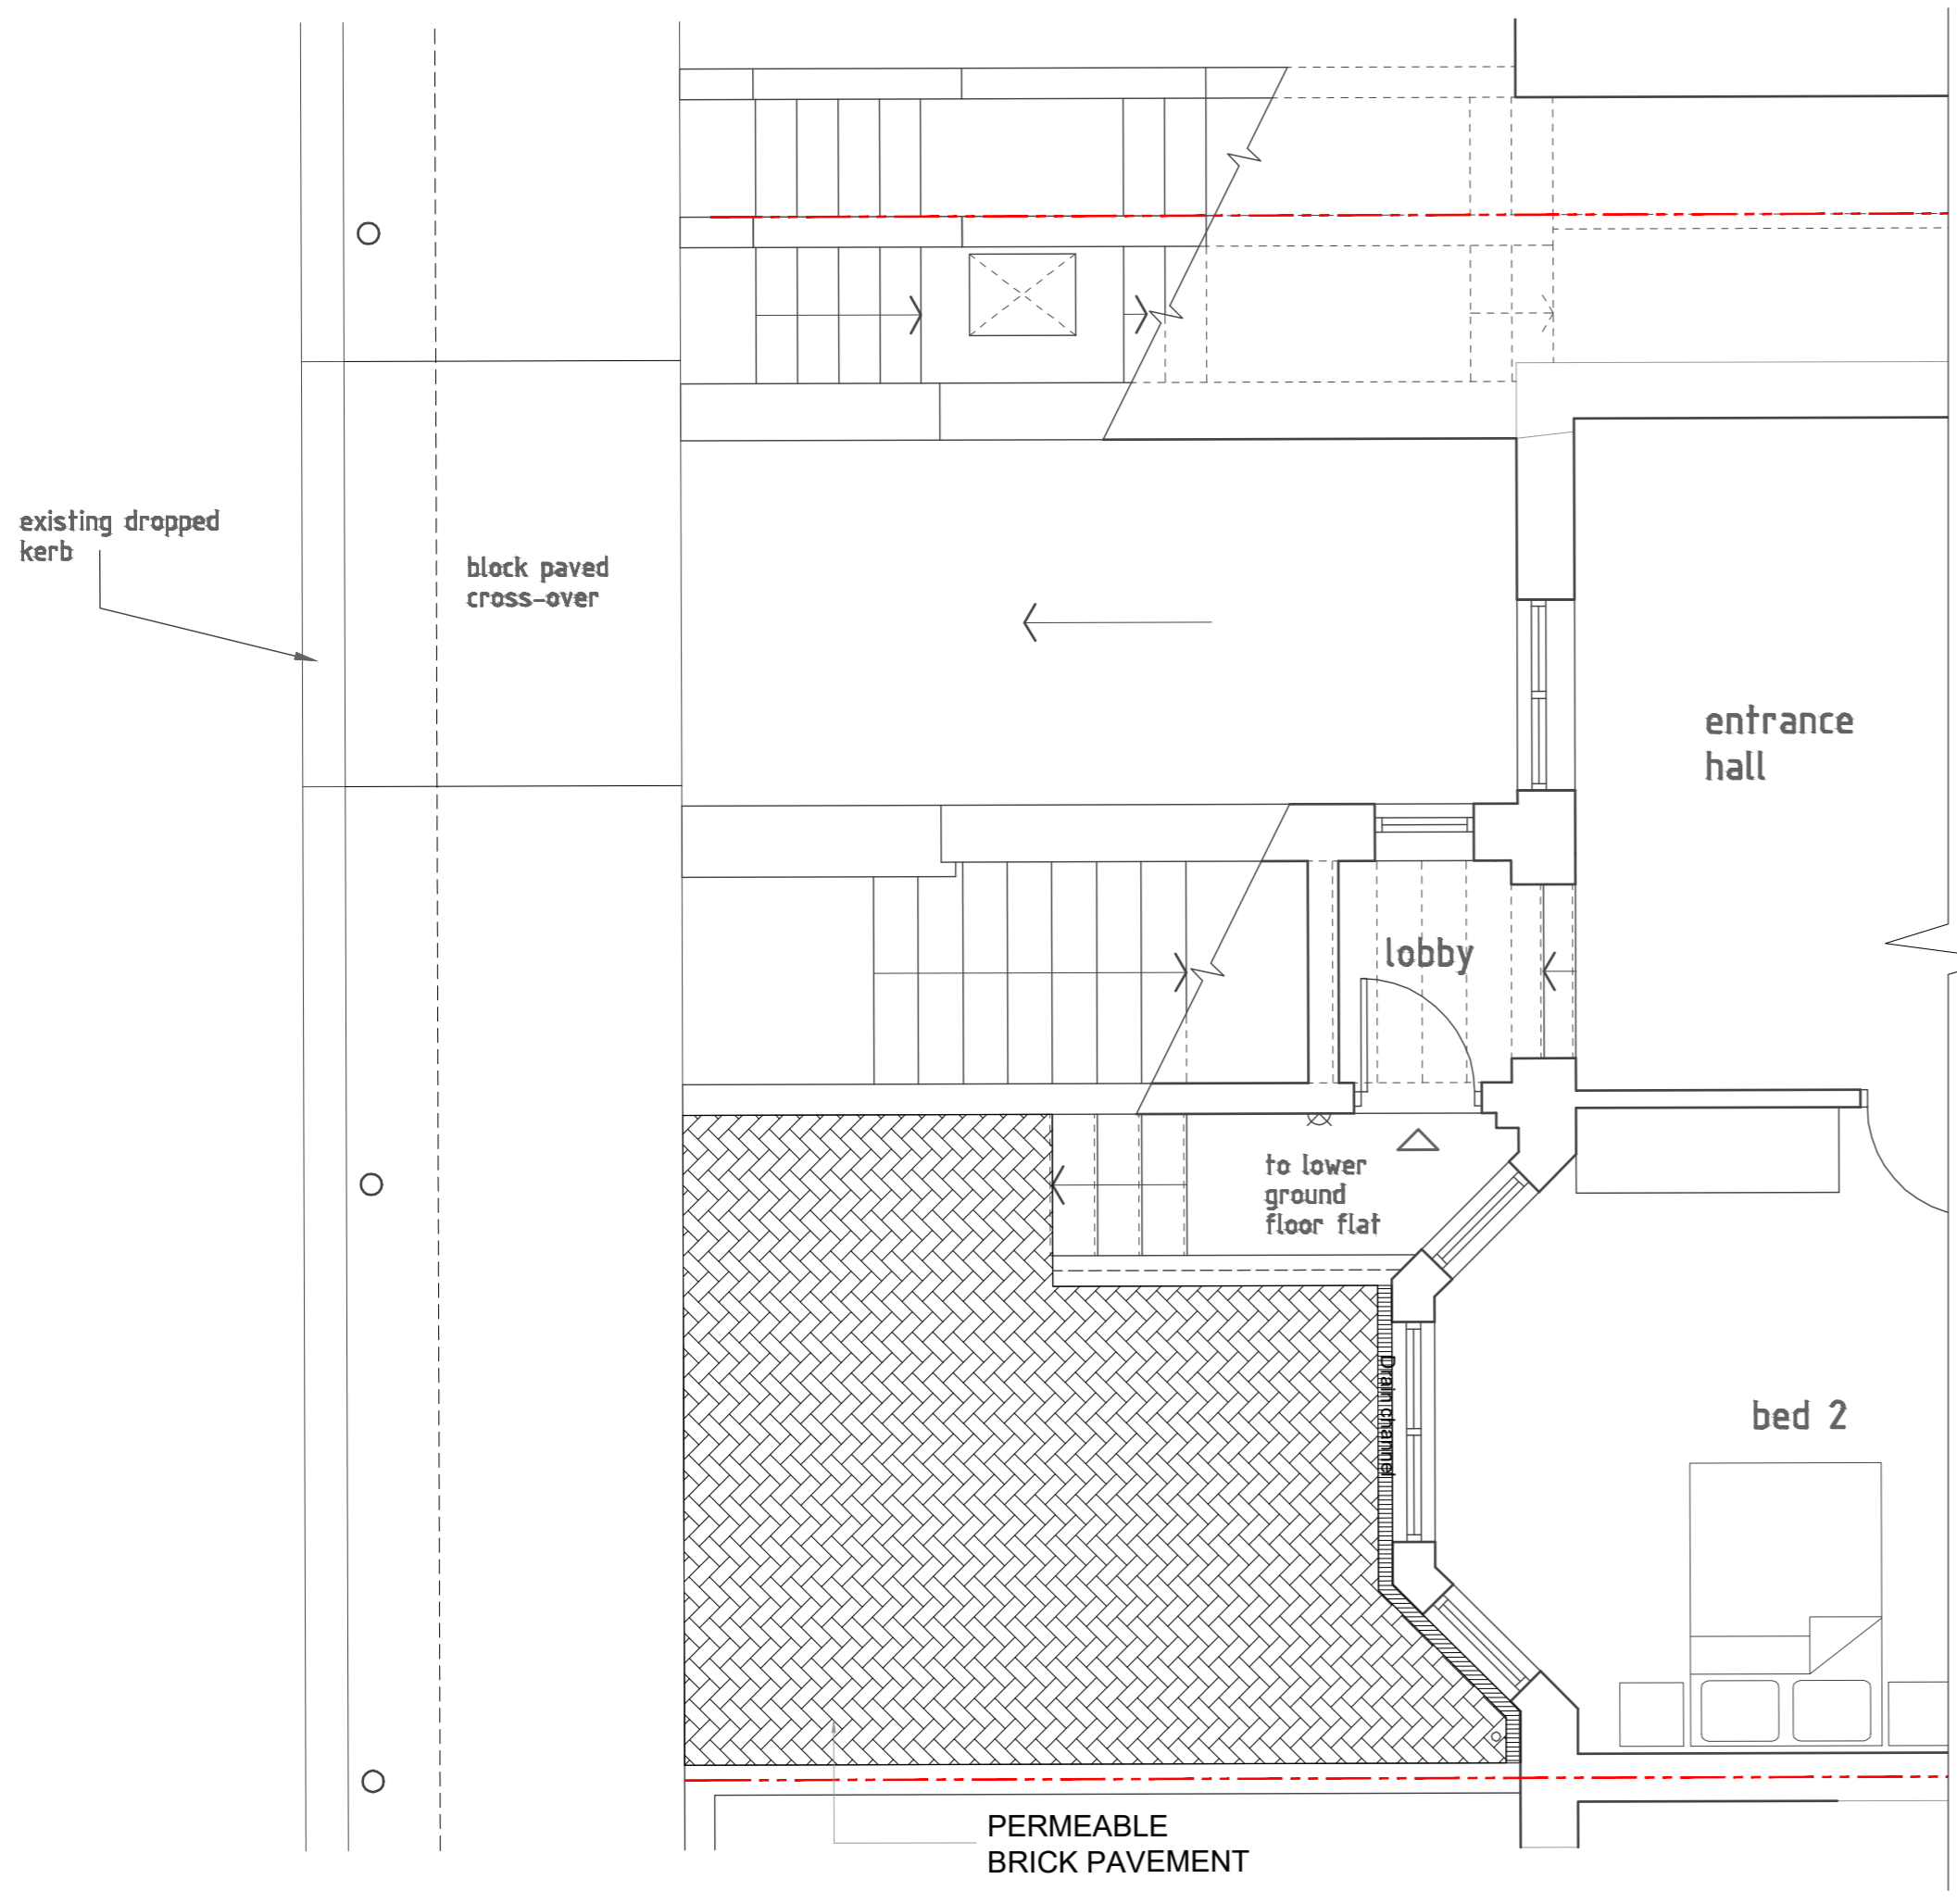 existing dropped
kerb
block paved
cross-over
entrance
hall
lobby
to lower
ground
floor flat
Drain channel
bed 2
PERMEABLE
BRICK PAVEMENT